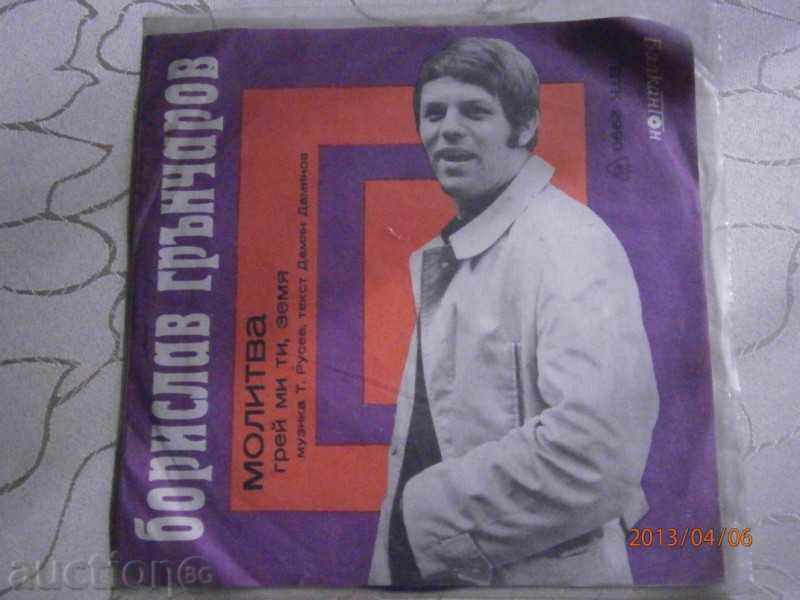 борислав грънчаров
МОЛИТВА
грей ми ти, земя
музика Т. Русев, текст Дамян Дамянов
БалкантОн
2013/04/06
auction BG